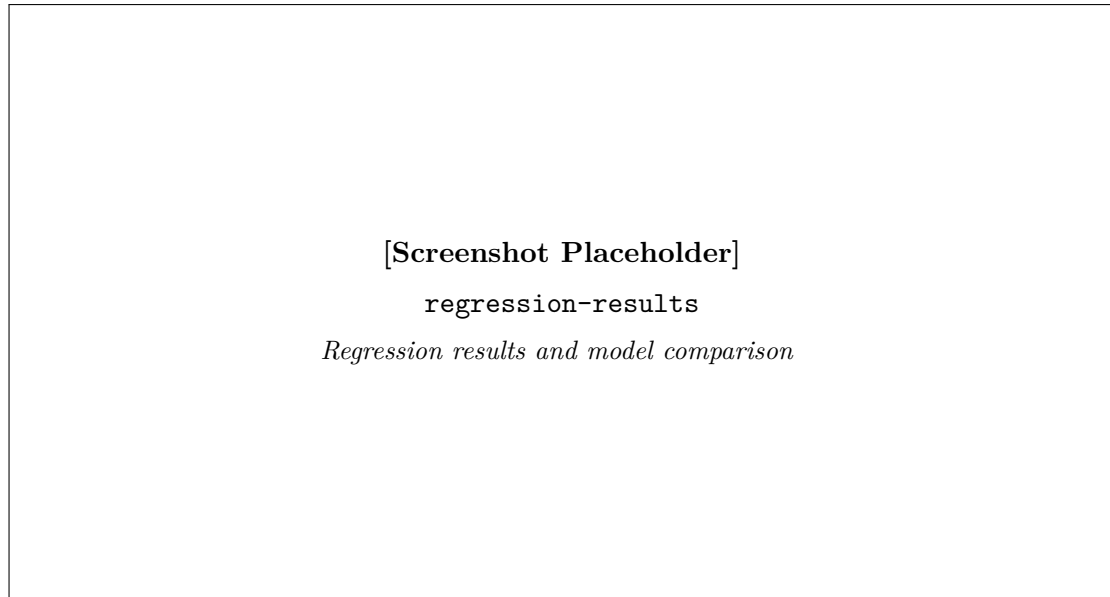 [Screenshot Placeholder]
regression-results
Regression results and model comparison